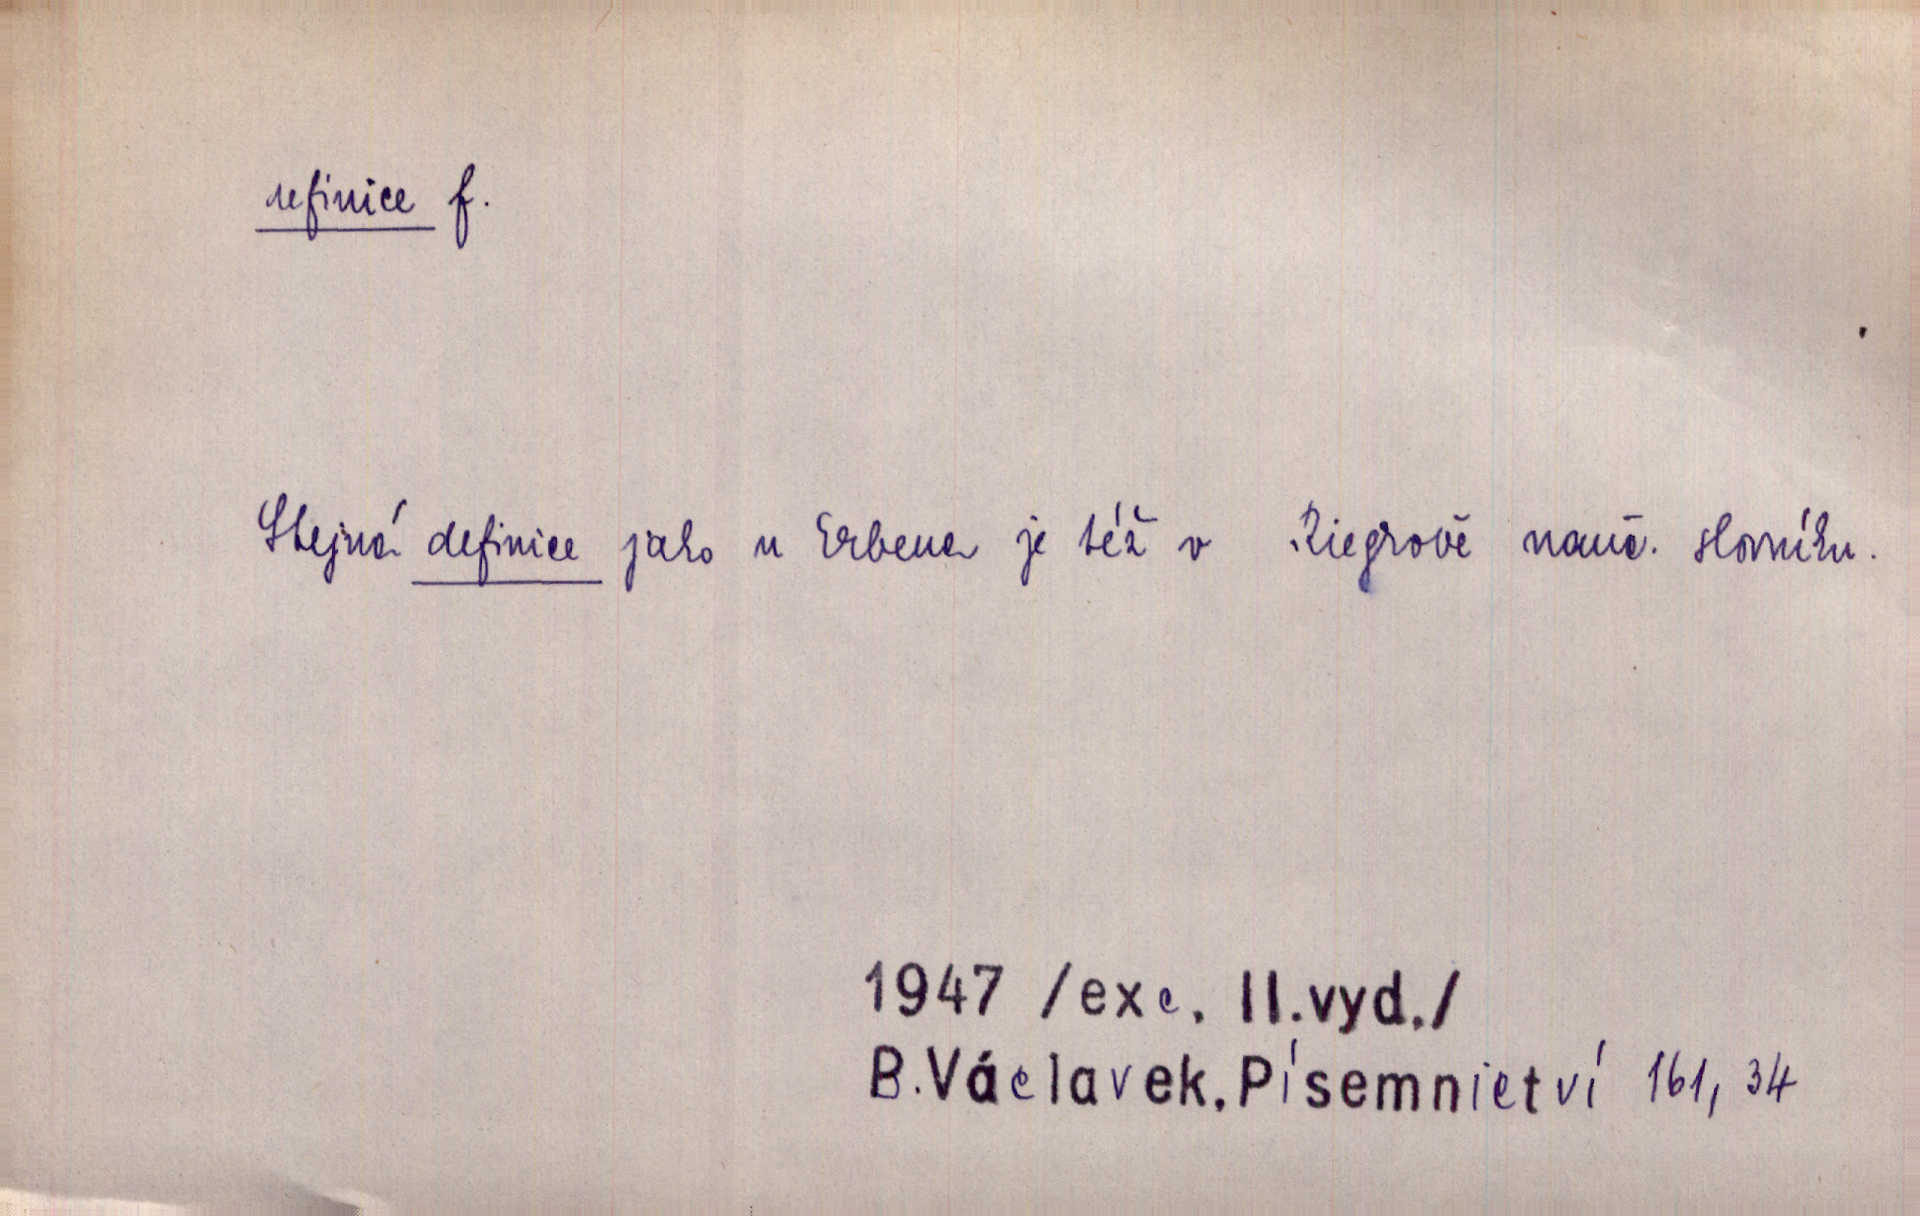 definice f.
Stejná definice jako u Erbena je též v Riegrově nauč. slovníku.
1947 /exc. II.vyd./
B.Václavek,Písemnictví 161, 34